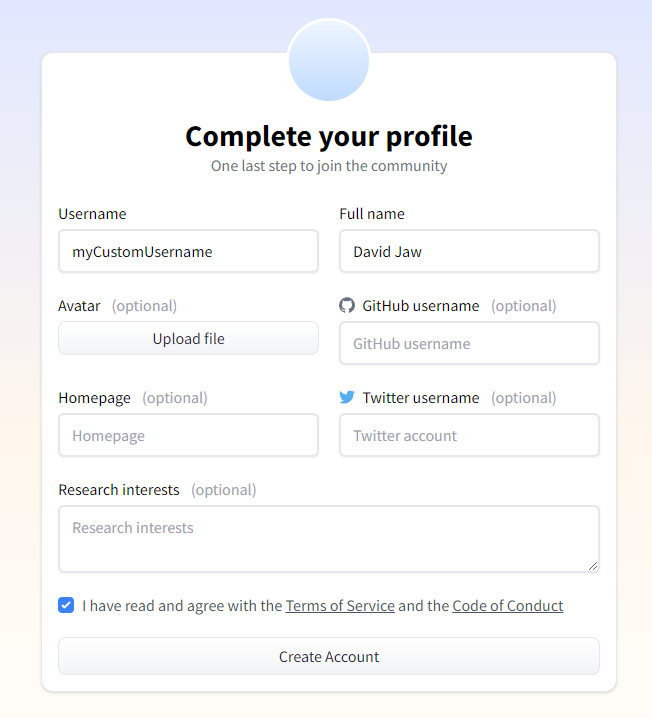 Complete your profile
One last step to join the community
Username
Full name
myCustomUsername
David Jaw
Avatar (optional)
GitHub username (optional)
Upload file
GitHub username
Homepage (optional)
Twitter username (optional)
Homepage
Twitter account
Research interests (optional)
Research interests
I have read and agree with the Terms of Service and the Code of Conduct
Create Account